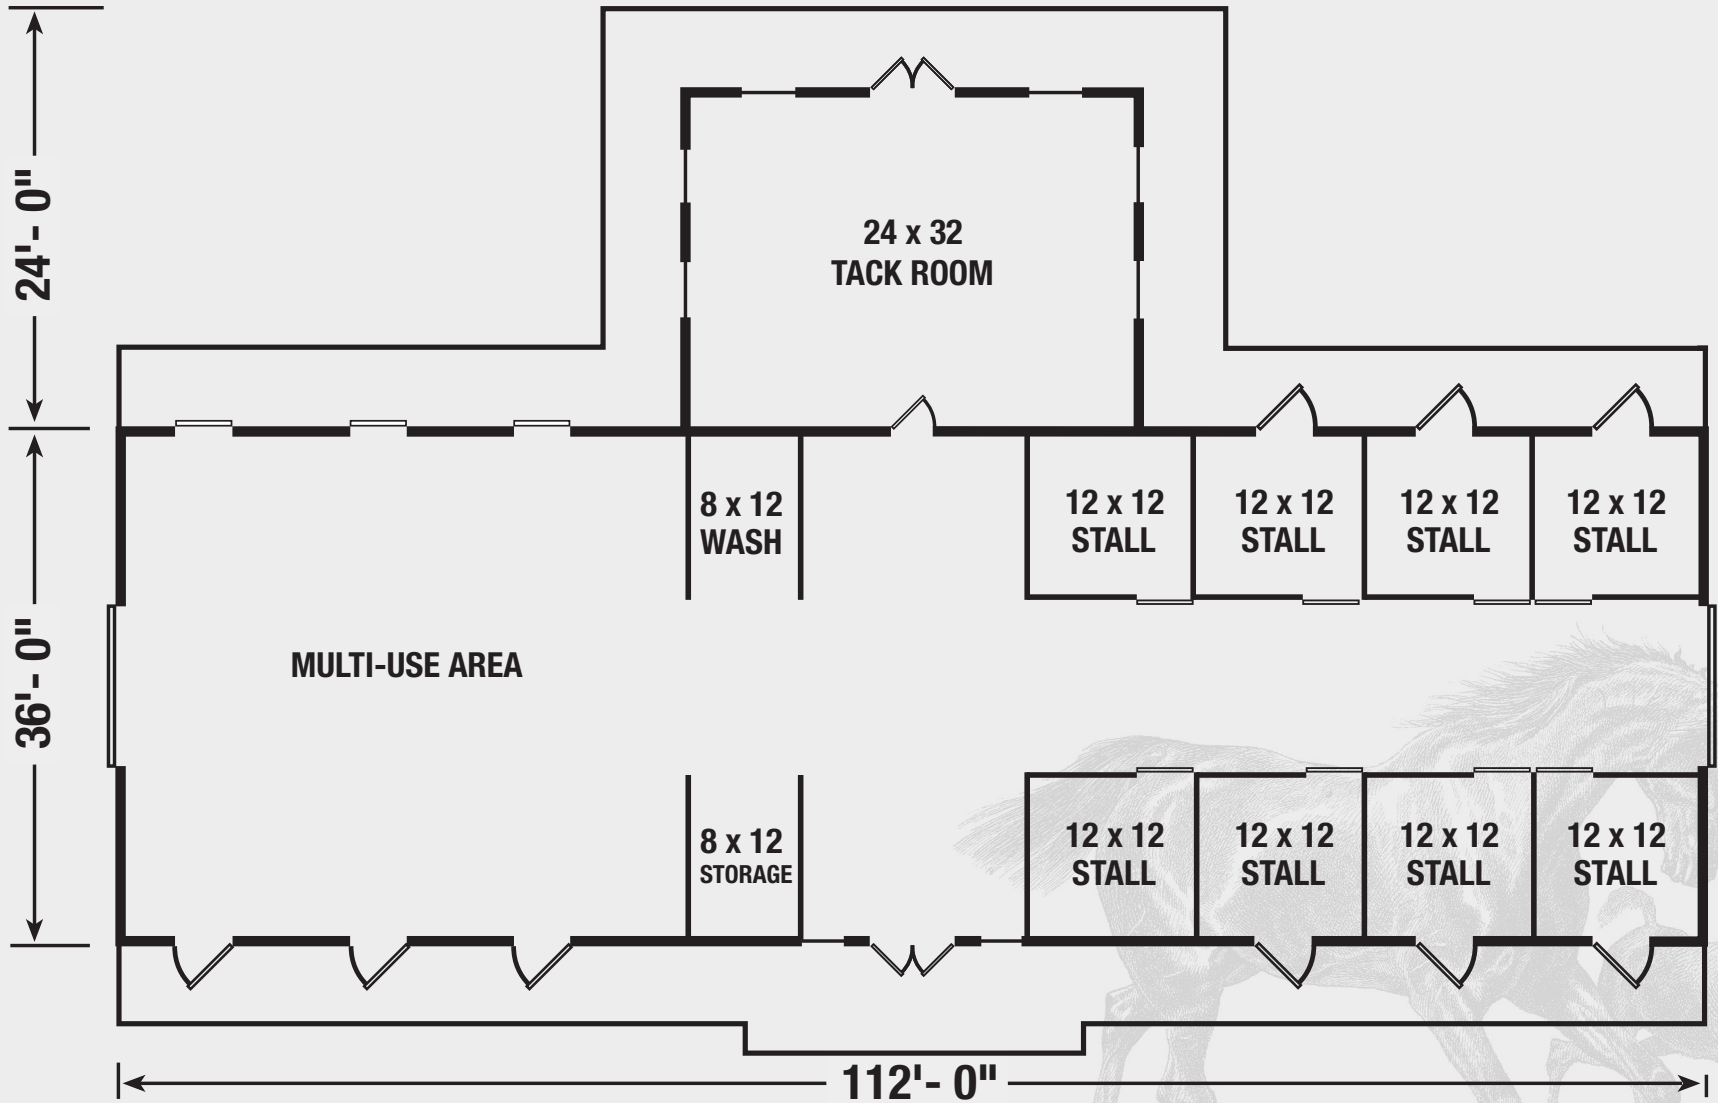 24'- 0"
24 x 32
TACK ROOM
36'- 0"
8 x 12
WASH
12 x 12
STALL
12 x 12
STALL
12 x 12
STALL
12 x 12
STALL
MULTI-USE AREA
8 x 12
STORAGE
12 x 12
STALL
12 x 12
STALL
12 x 12
STALL
12 x 12
STALL
112'- 0"